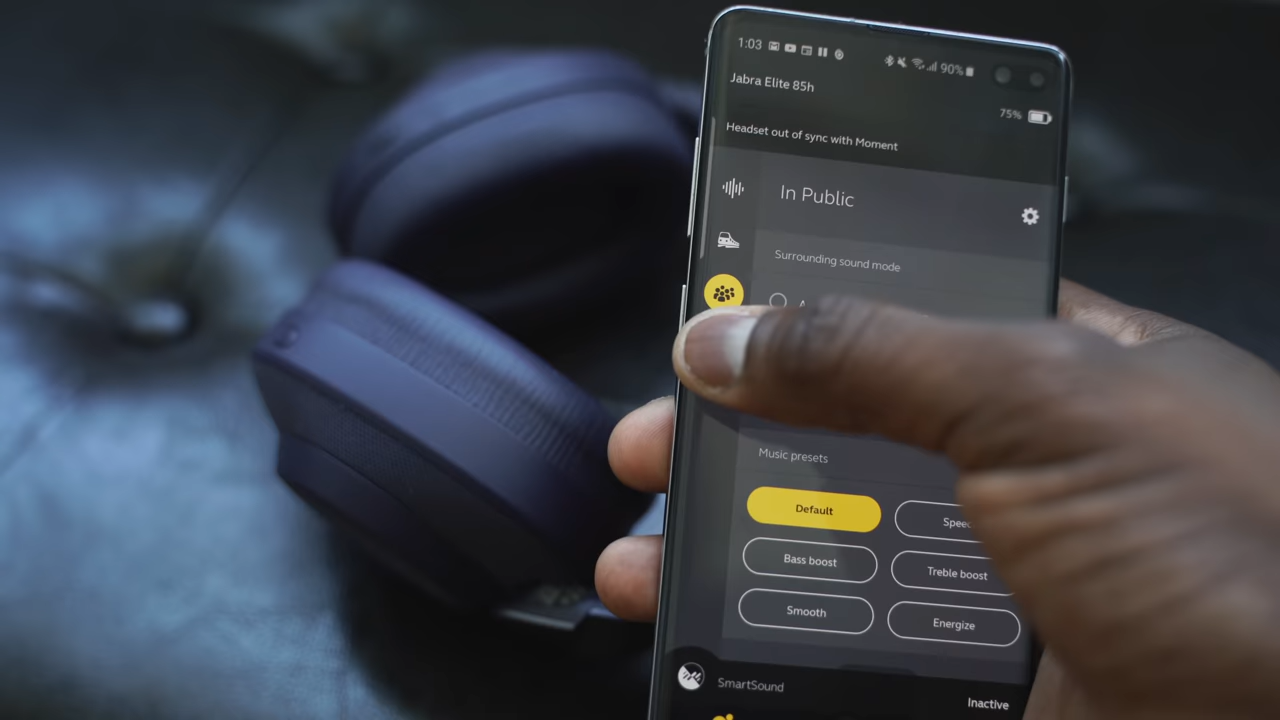 1:03 90%
Jabra Elite 85h
75%
Headset out of sync with Moment
In Public
Surrounding sound mode
Music presets
Default
Bass boost Treble boost
Smooth Energize
SmartSound Inactive